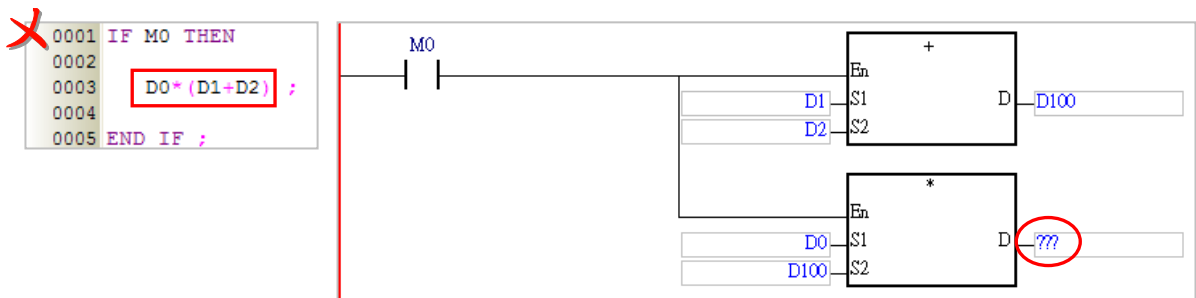 0001 IF M0 THEN
0002
0003 D0*(D1+D2) ;
0004
0005 END IF ;
M0
+
En
D1 S1 D D100
D2 S2
*
En
D0 S1 D ???
D100 S2